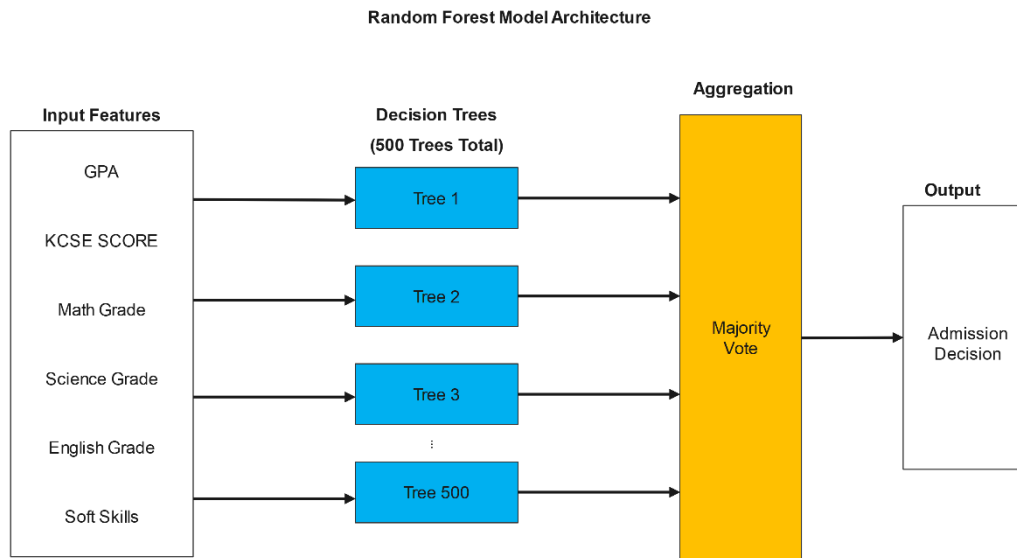 Random Forest Model Architecture
Input Features
GPA
KCSE SCORE
Math Grade
Science Grade
English Grade
Soft Skills
Decision Trees
(500 Trees Total)
Tree 1
Tree 2
Tree 3
...
Tree 500
Aggregation
Majority
Vote
Output
Admission
Decision